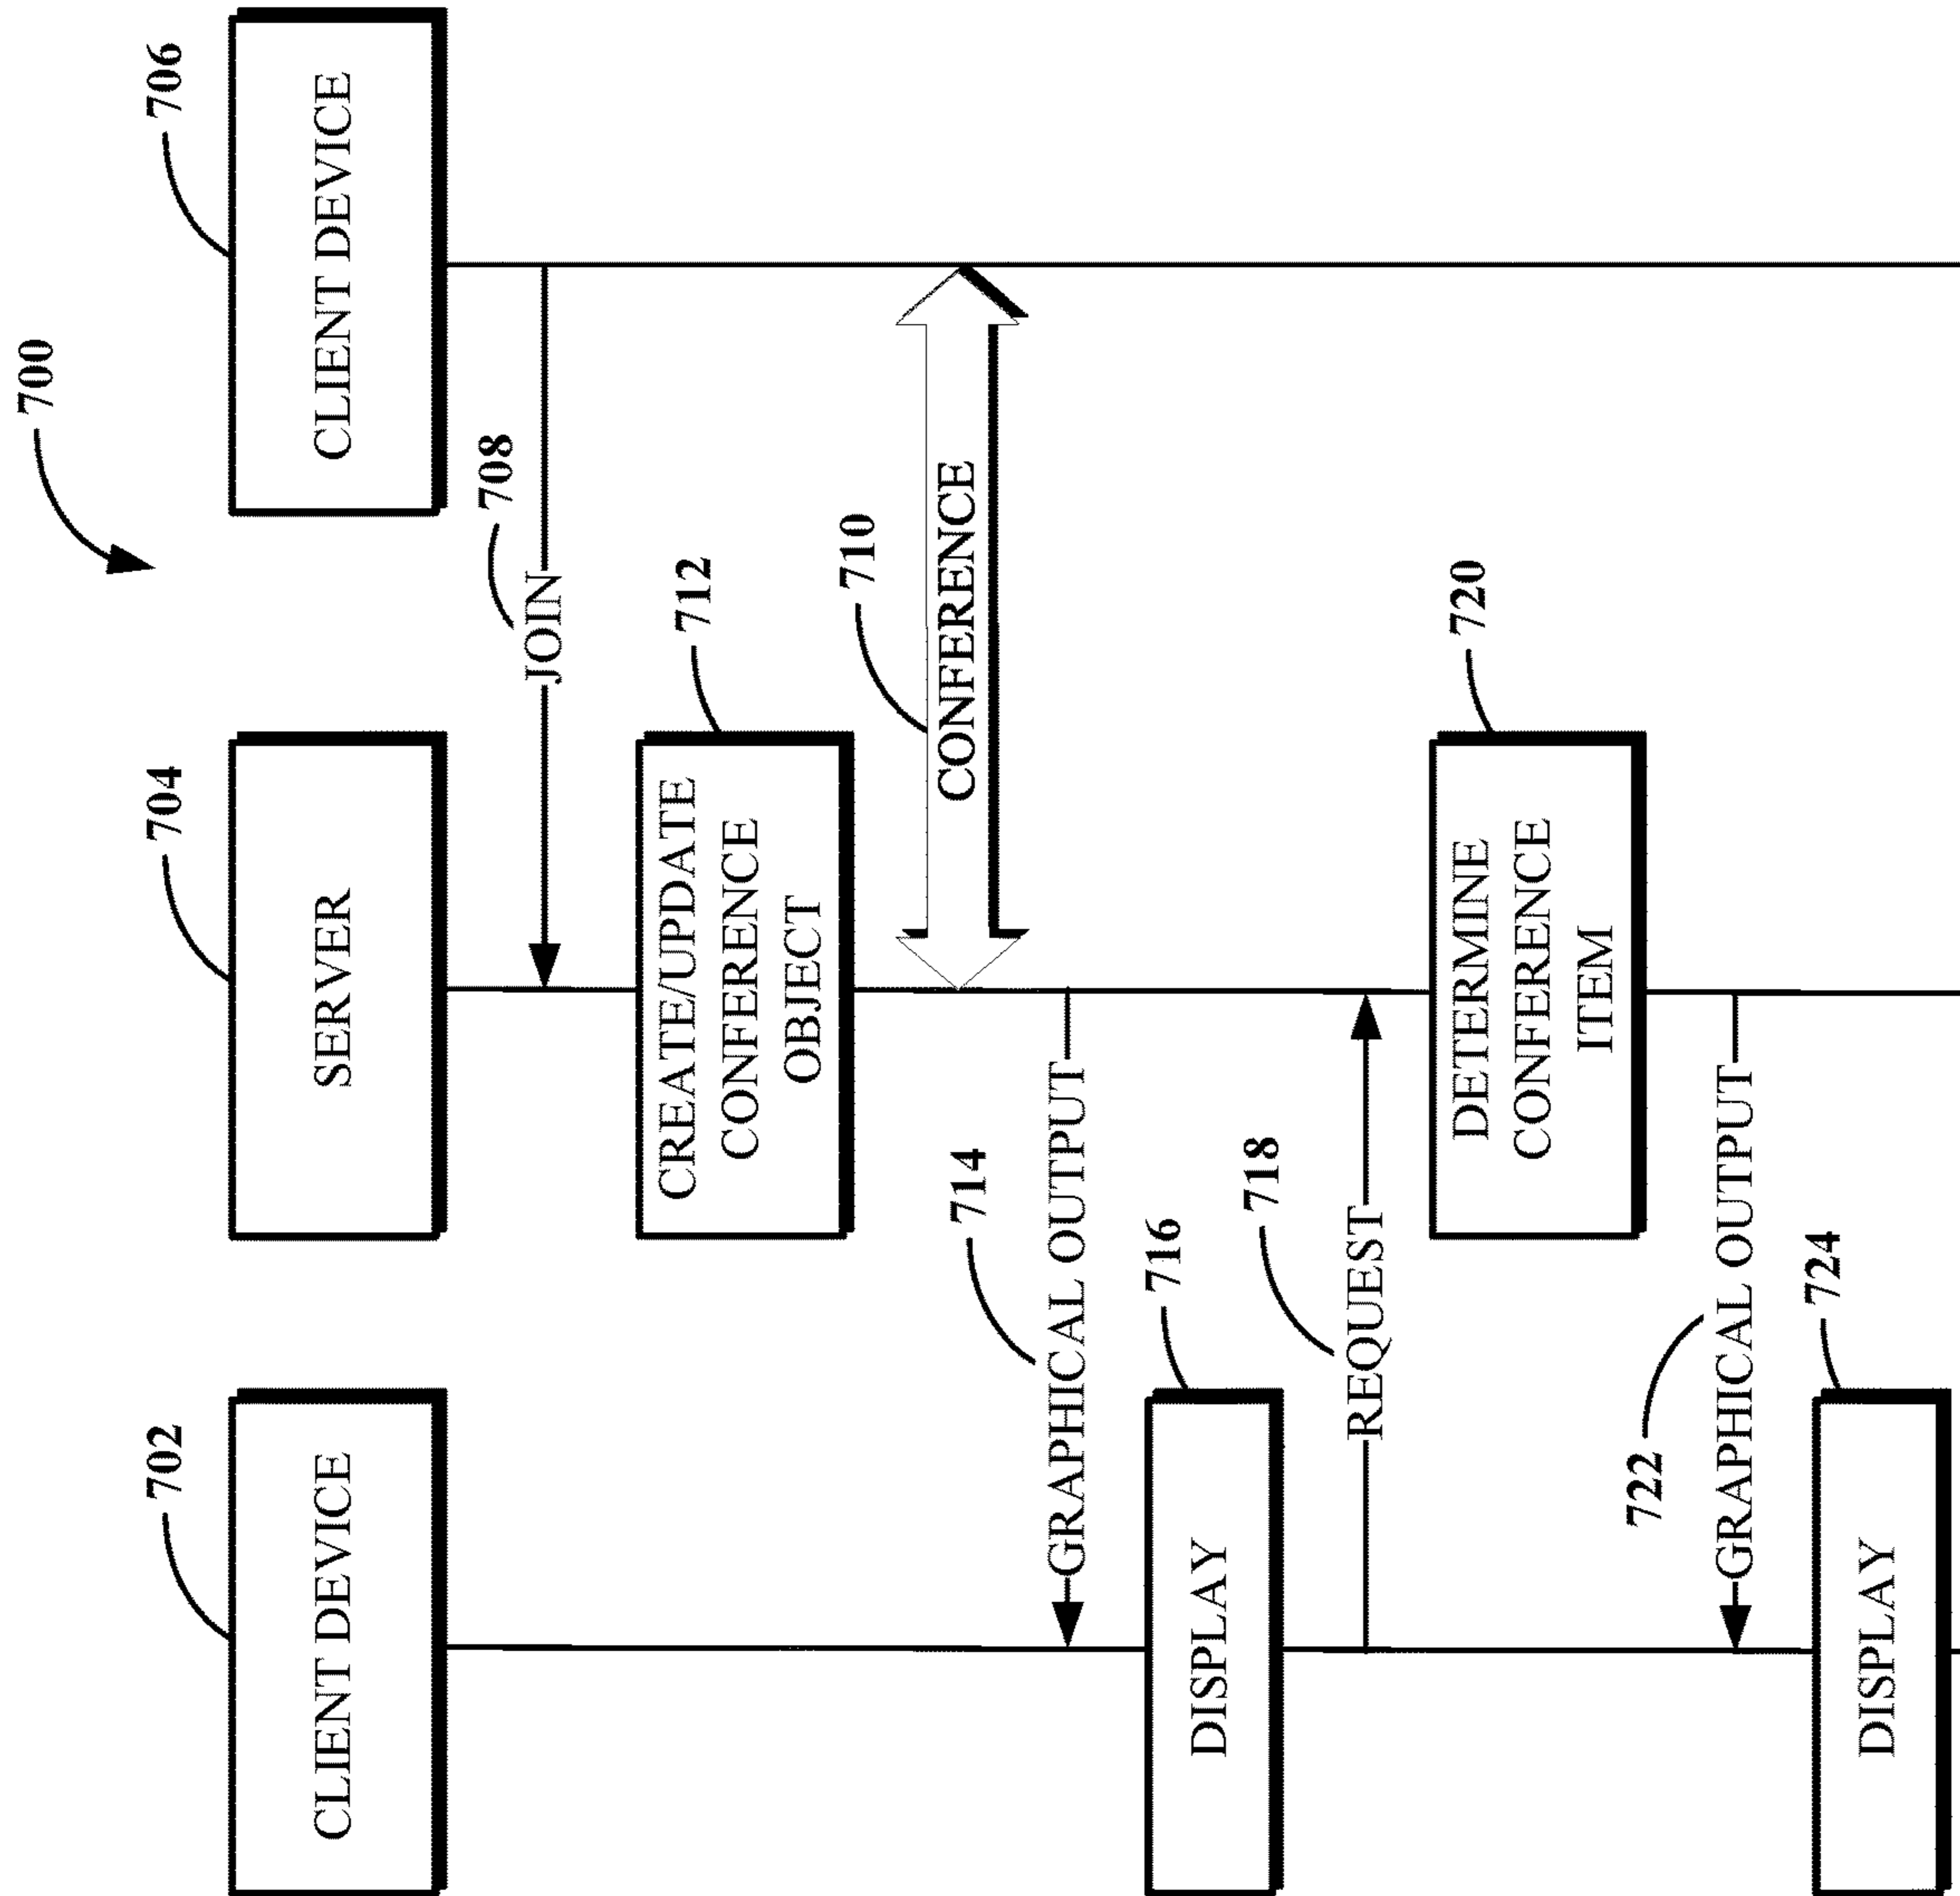 700
702
704
706
CLIENT DEVICE
SERVER
CLIENT DEVICE
708
JOIN
712
CREATE/UPDATE
CONFERENCE
OBJECT
710
CONFERENCE
714
GRAPHICAL OUTPUT
716
DISPLAY
718
REQUEST
720
DETERMINE
CONFERENCE
ITEM
722
GRAPHICAL OUTPUT
724
DISPLAY